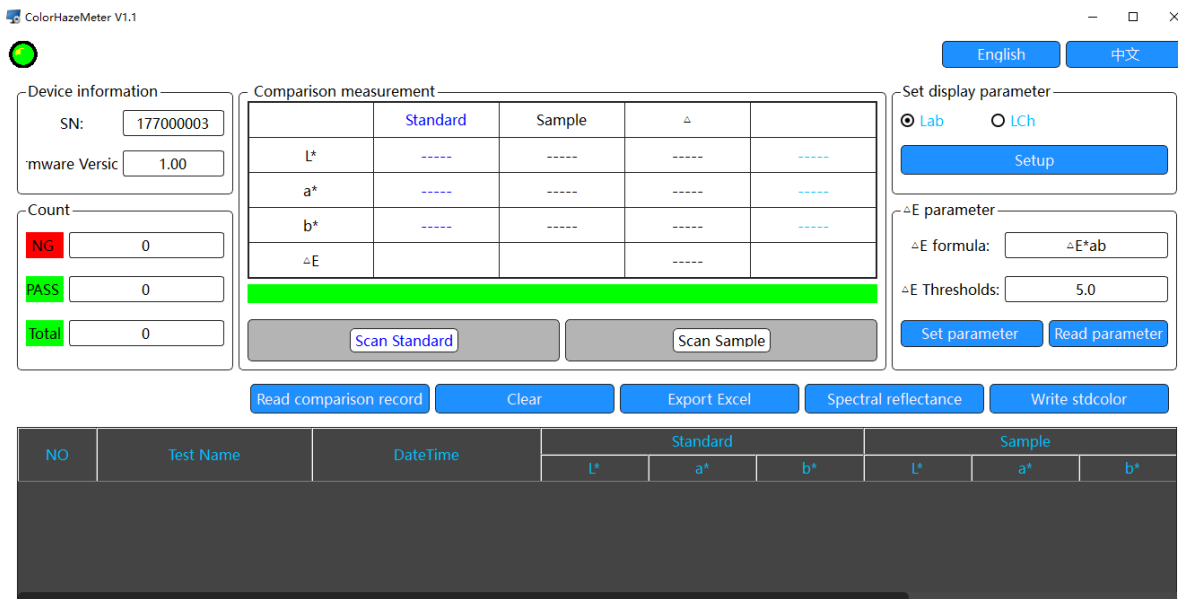 ColorHazeMeter V1.1
English 中文
Device information
SN: 177000003
mware Versic 1.00
Count
NG 0
PASS 0
Total 0
Comparison measurement
Standard Sample △
L* ----- ----- ----- -----
a* ----- ----- ----- -----
b* ----- ----- ----- -----
△E -----
Scan Standard Scan Sample
Set display parameter
Lab LCh
Setup
△E parameter
△E formula: △E*ab
△E Thresholds: 5.0
Set parameter Read parameter
Read comparison record Clear Export Excel Spectral reflectance Write stdcolor
NO Test Name DateTime Standard Sample
L* a* b* L* a* b*